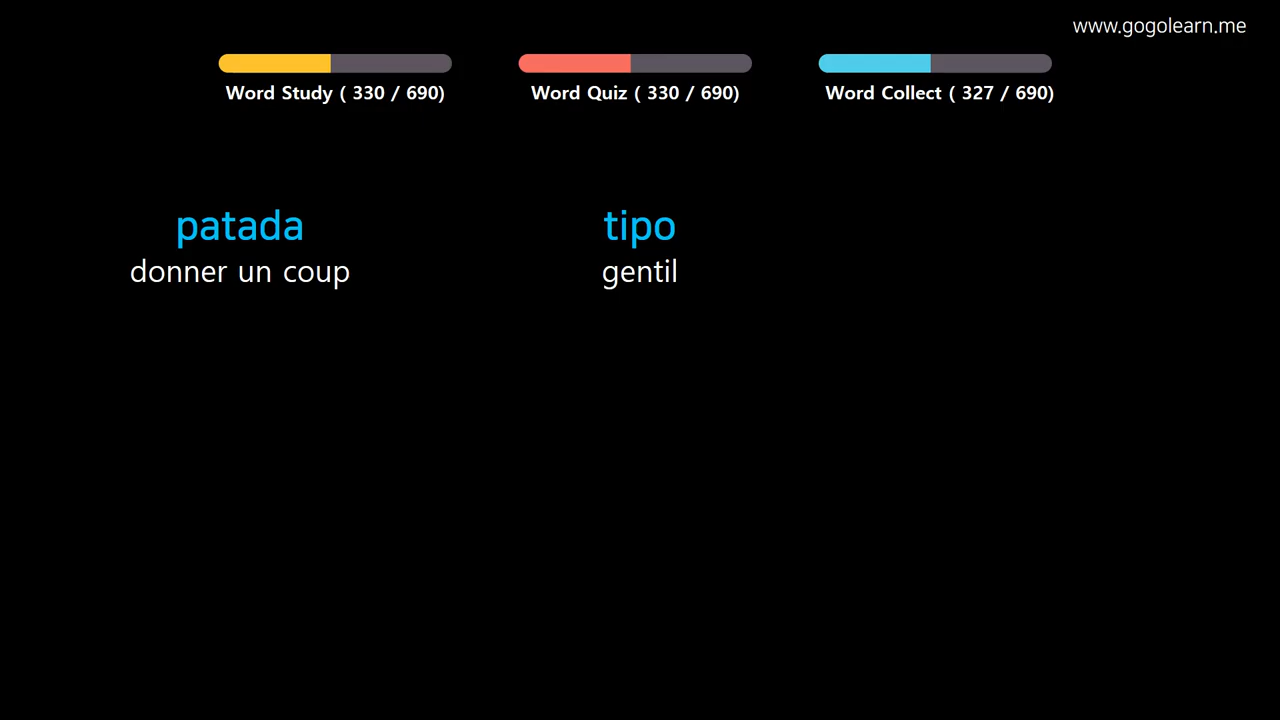 www.gogolearn.me
Word Study ( 330 / 690)
Word Quiz ( 330 / 690)
Word Collect ( 327 / 690)
patada
donner un coup
tipo
gentil